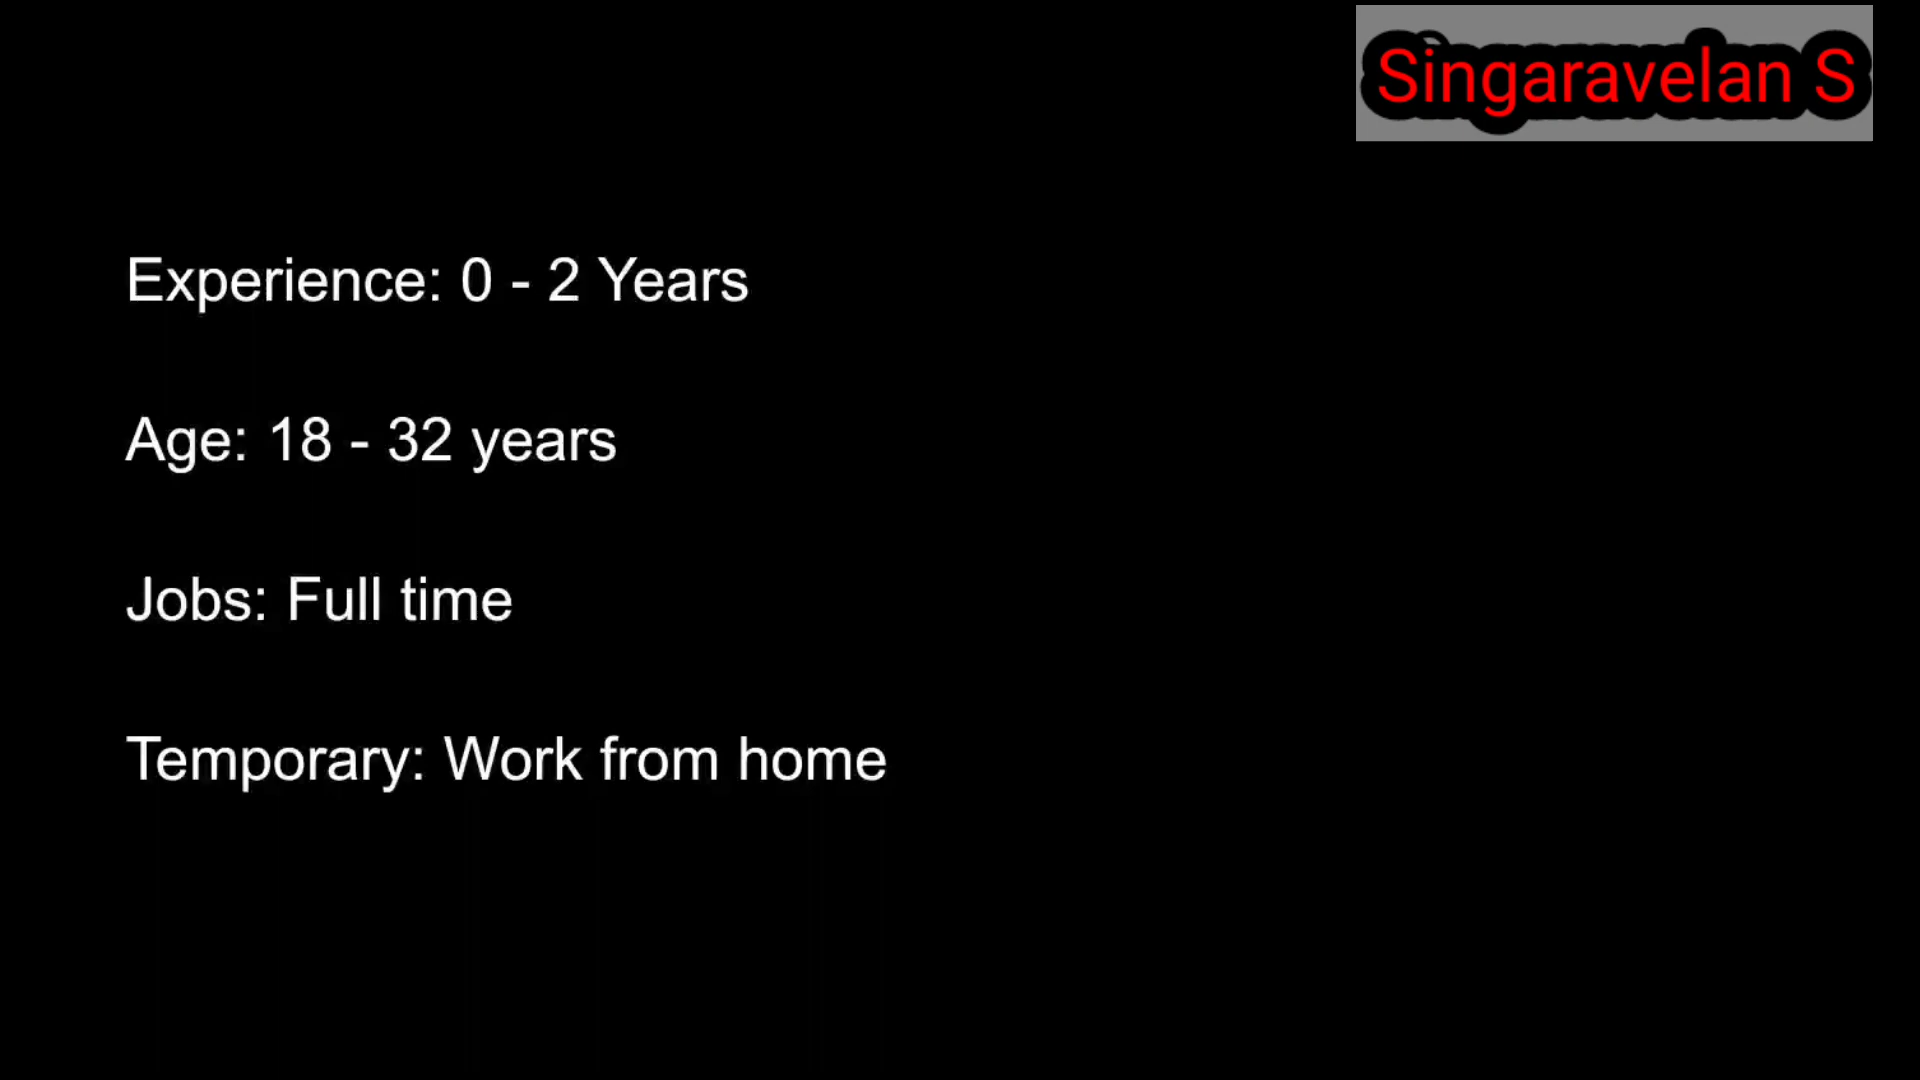 Singaravelan S
Experience: 0 - 2 Years
Age: 18 - 32 years
Jobs: Full time
Temporary: Work from home